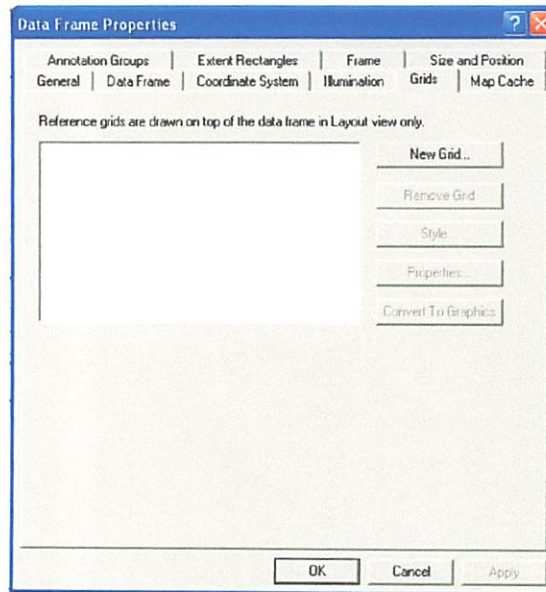 Data Frame Properties
Annotation Groups | Extent Rectangles | Frame | Size and Position
General | Data Frame | Coordinate System | Illumination | Grids | Map Cache
Reference grids are drawn on top of the data frame in Layout view only.
New Grid...
Remove Grid
Style...
Properties...
Convert To Graphics
OK Cancel Apply